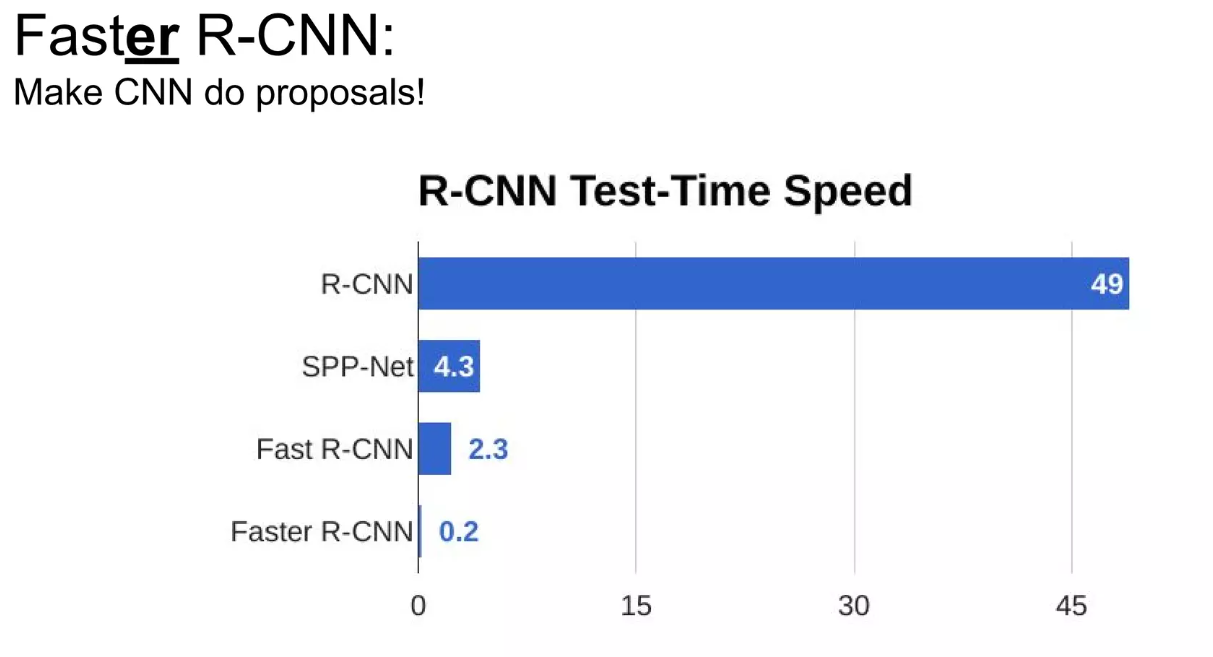 Faster R-CNN:
Make CNN do proposals!
R-CNN Test-Time Speed
R-CNN 49
SPP-Net 4.3
Fast R-CNN 2.3
Faster R-CNN 0.2
0 15 30 45